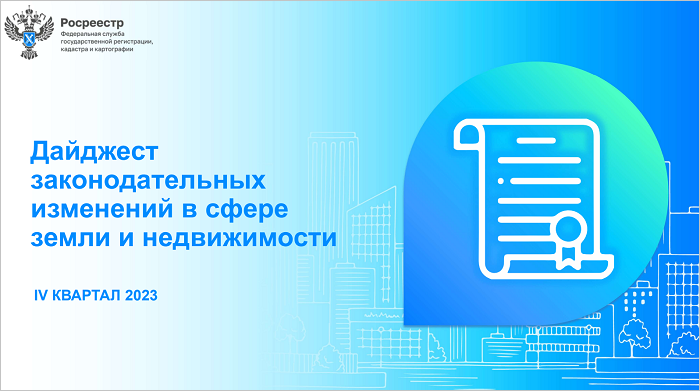 Росреестр
Федеральная служба
государственной регистрации,
кадастра и картографии
Дайджест
законодательных
изменений в сфере
земли и недвижимости
IV КВАРТАЛ 2023